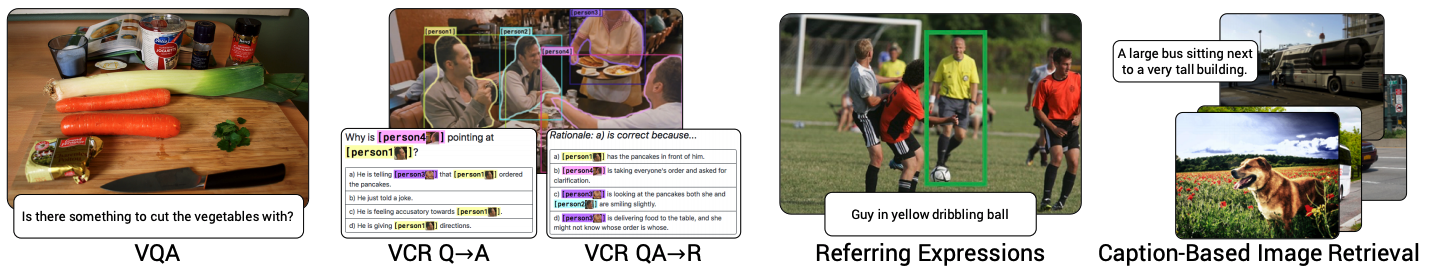 Is there something to cut the vegetables with?
VQA
[person1]
[person2]
[person3]
[person4]
Why is [person4] pointing at
[person1]?
a) He is telling [person3] that [person1] ordered
the pancakes.
b) He just told a joke.
c) He is feeling accusatory towards [person1].
d) He is giving [person1] directions.
VCR Q→A
Rationale: a) is correct because...
a) [person1] has the pancakes in front of him.
b) [person4] is taking everyone's order and asked for
clarification.
c) [person3] is looking at the pancakes both she and
[person2] are smiling slightly.
d) [person3] is delivering food to the table, and she
might not know whose order is whose.
VCR QA→R
Guy in yellow dribbling ball
Referring Expressions
A large bus sitting next
to a very tall building.
Caption-Based Image Retrieval